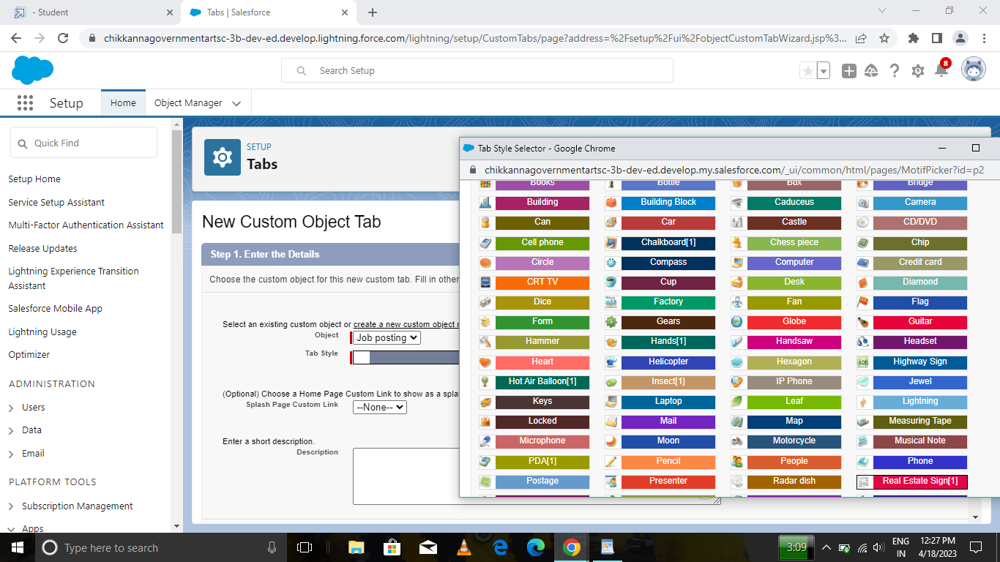 - Student
Tabs | Salesforce
chikkannagovernmentartsc-3b-dev-ed.develop.lightning.force.com/lightning/setup/CustomTabs/page?address=%2Fsetup%2Fui%2FobjectCustomTabWizard.jsp%3...
Search Setup
8
Setup
Home
Object Manager
Quick Find
Setup Home
Service Setup Assistant
Multi-Factor Authentication Assistant
Release Updates
Lightning Experience Transition
Assistant
Salesforce Mobile App
Lightning Usage
Optimizer
ADMINISTRATION
Users
Data
Email
PLATFORM TOOLS
Subscription Management
Apps
SETUP
Tabs
New Custom Object Tab
Step 1. Enter the Details
Choose the custom object for this new custom tab. Fill in other
Select an existing custom object or create a new custom object n
Object
Job posting
Tab Style
(Optional) Choose a Home Page Custom Link to show as a splas
Splash Page Custom Link
--None--
Enter a short description.
Description
Tab Style Selector - Google Chrome
chikkannagovernmentartsc-3b-dev-ed.develop.my.salesforce.com/_ui/common/html/pages/MotifPicker?id=p2
Books Bottle Box Bridge
Building Building Block Caduceus Camera
Can Car Castle CD/DVD
Cell phone Chalkboard[1] Chess piece Chip
Circle Compass Computer Credit card
CRT TV Cup Desk Diamond
Dice Factory Fan Flag
Form Gears Globe Guitar
Hammer Hands[1] Handsaw Headset
Heart Helicopter Hexagon Highway Sign
Hot Air Balloon[1] Insect[1] IP Phone Jewel
Keys Laptop Leaf Lightning
Locked Mail Map Measuring Tape
Microphone Moon Motorcycle Musical Note
PDA[1] Pencil People Phone
Postage Presenter Radar dish Real Estate Sign[1]
Type here to search
3:09
ENG
IN
12:27 PM
4/18/2023